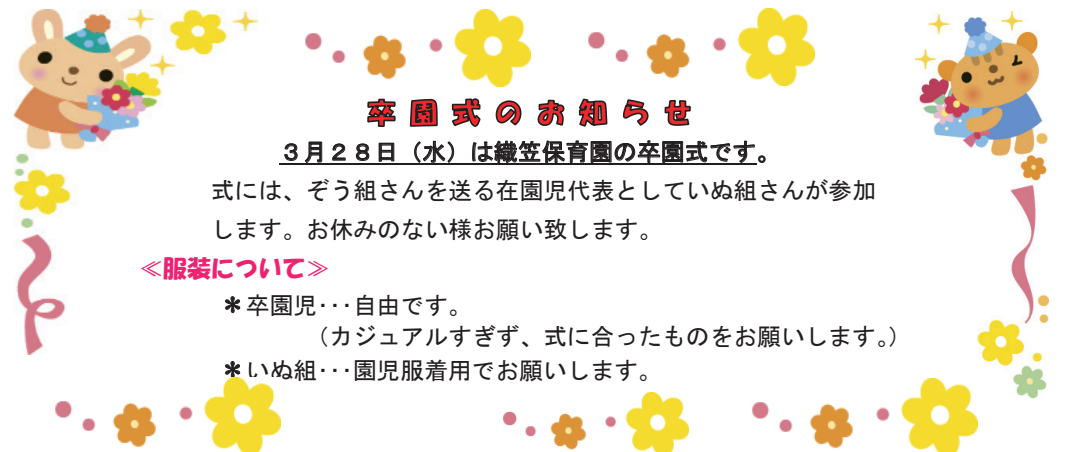 卒園式のお知らせ
３月２８日（水）は織笠保育園の卒園式です。
式には、ぞう組さんを送る在園児代表としていぬ組さんが参加
します。お休みのない様お願い致します。
≪服装について≫
＊卒園児･･･自由です。
（カジュアルすぎず、式に合ったものをお願いします｡）
＊いぬ組･･･園児服着用でお願いします。